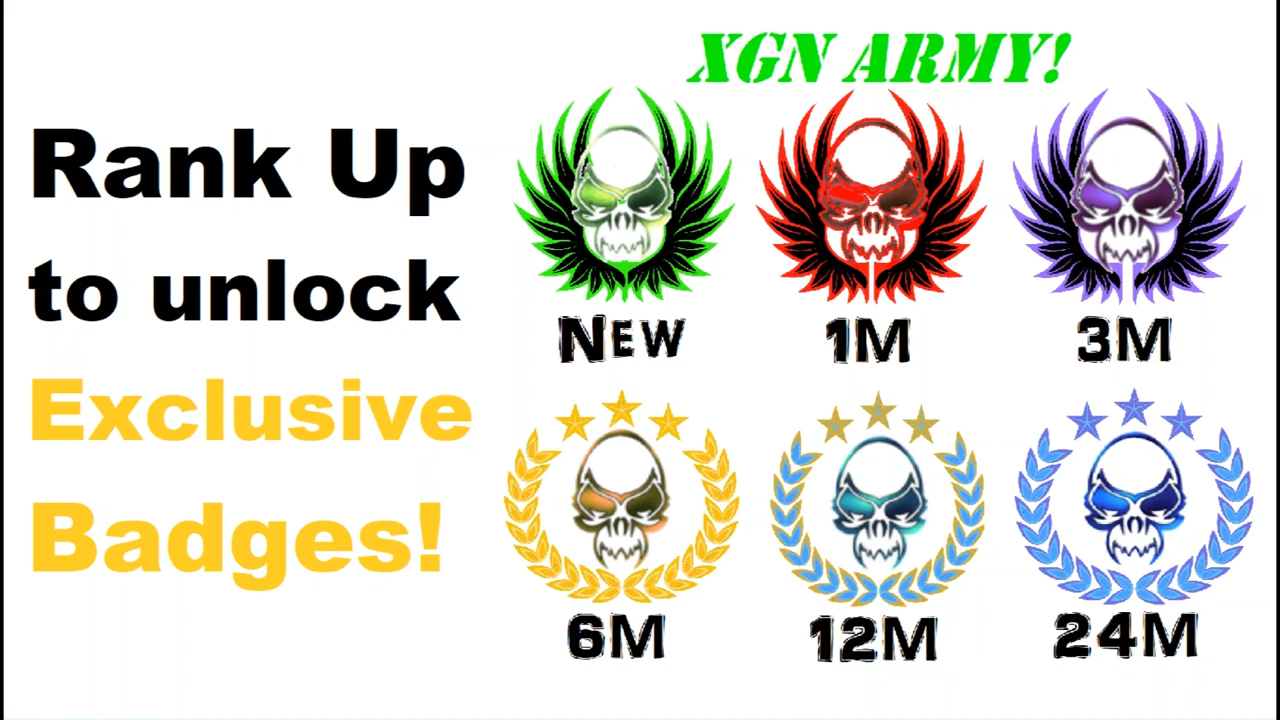 XGN ARMY!
Rank Up
to unlock
Exclusive
Badges!
New
1M
3M
6M
12M
24M